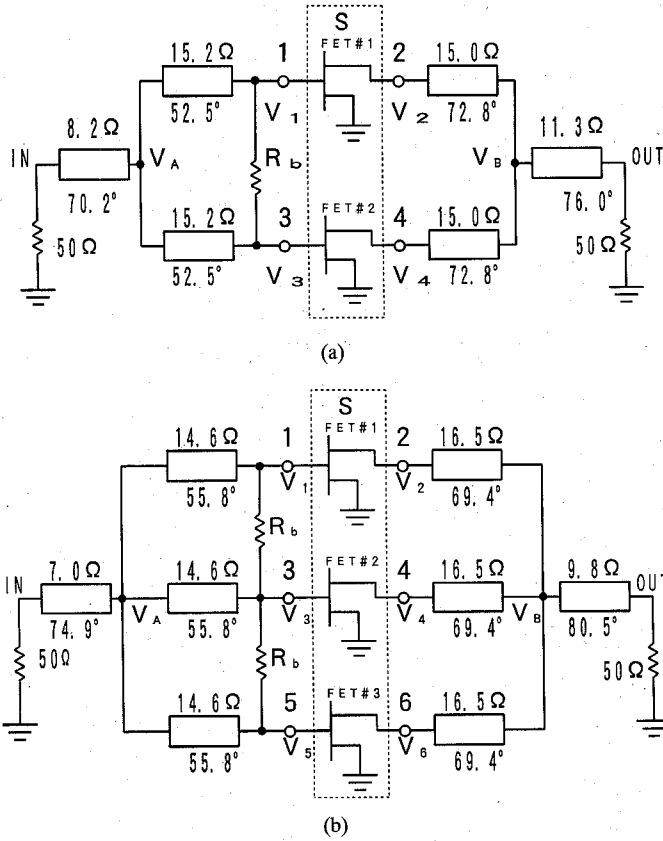 S
FET#1
15.2Ω
1
2
15.0Ω
52.5°
V1
V2
72.8°
8.2Ω
11.3Ω
IN
VA
Rb
VB
OUT
70.2°
76.0°
FET#2
15.2Ω
3
4
15.0Ω
50Ω
50Ω
52.5°
V3
V4
72.8°
(a)
S
FET#1
14.6Ω
1
2
16.5Ω
55.8°
V1
V2
69.4°
Rb
FET#2
7.0Ω
14.6Ω
3
4
16.5Ω
9.8Ω
IN
OUT
74.9°
VA
55.8°
V3
V4
69.4°
VB
80.5°
50Ω
Rb
50Ω
FET#3
14.6Ω
5
6
16.5Ω
55.8°
V5
V6
69.4°
(b)